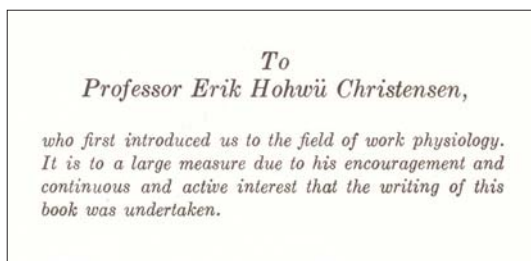 To
Professor Erik Hohwü Christensen,
who first introduced us to the field of work physiology.
It is to a large measure due to his encouragement and
continuous and active interest that the writing of this
book was undertaken.